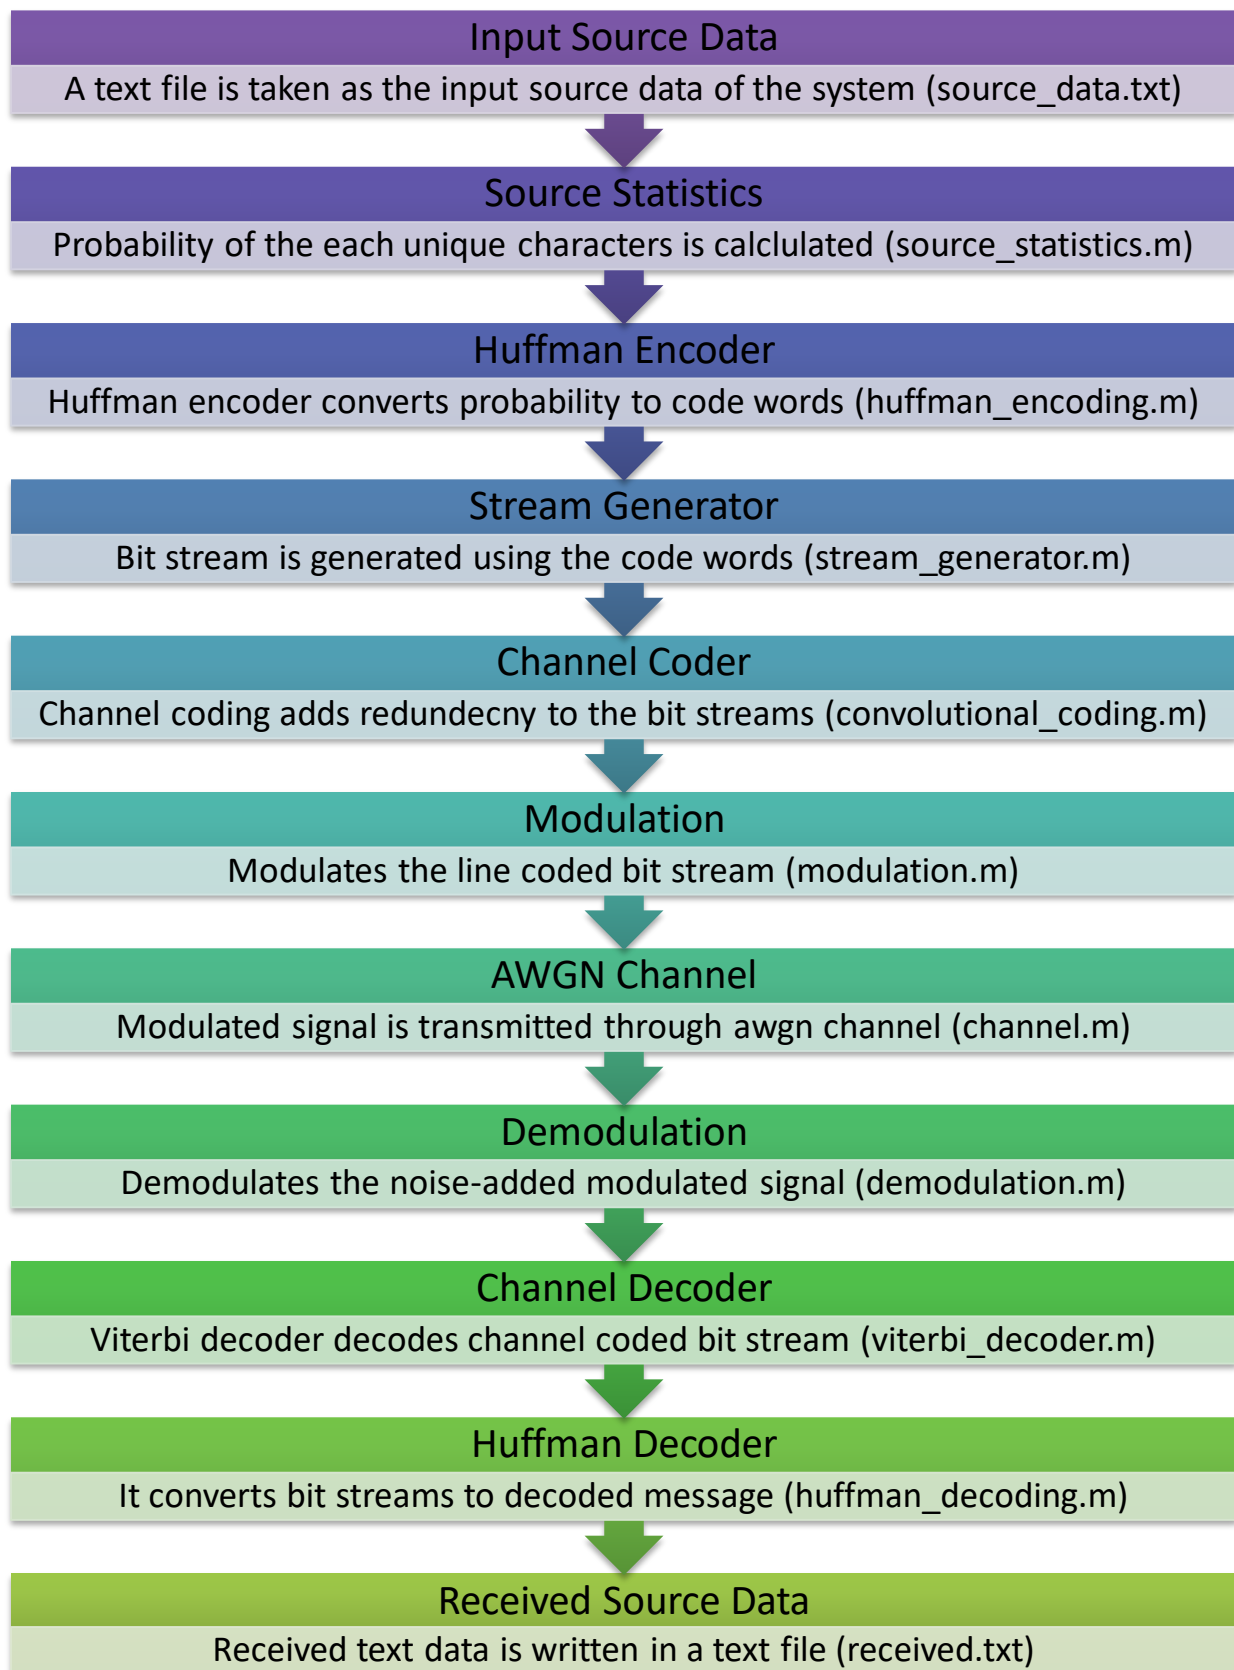 Input Source Data
A text file is taken as the input source data of the system (source_data.txt)
Source Statistics
Probability of the each unique characters is calclulated (source_statistics.m)
Huffman Encoder
Huffman encoder converts probability to code words (huffman_encoding.m)
Stream Generator
Bit stream is generated using the code words (stream_generator.m)
Channel Coder
Channel coding adds redundecny to the bit streams (convolutional_coding.m)
Modulation
Modulates the line coded bit stream (modulation.m)
AWGN Channel
Modulated signal is transmitted through awgn channel (channel.m)
Demodulation
Demodulates the noise-added modulated signal (demodulation.m)
Channel Decoder
Viterbi decoder decodes channel coded bit stream (viterbi_decoder.m)
Huffman Decoder
It converts bit streams to decoded message (huffman_decoding.m)
Received Source Data
Received text data is written in a text file (received.txt)